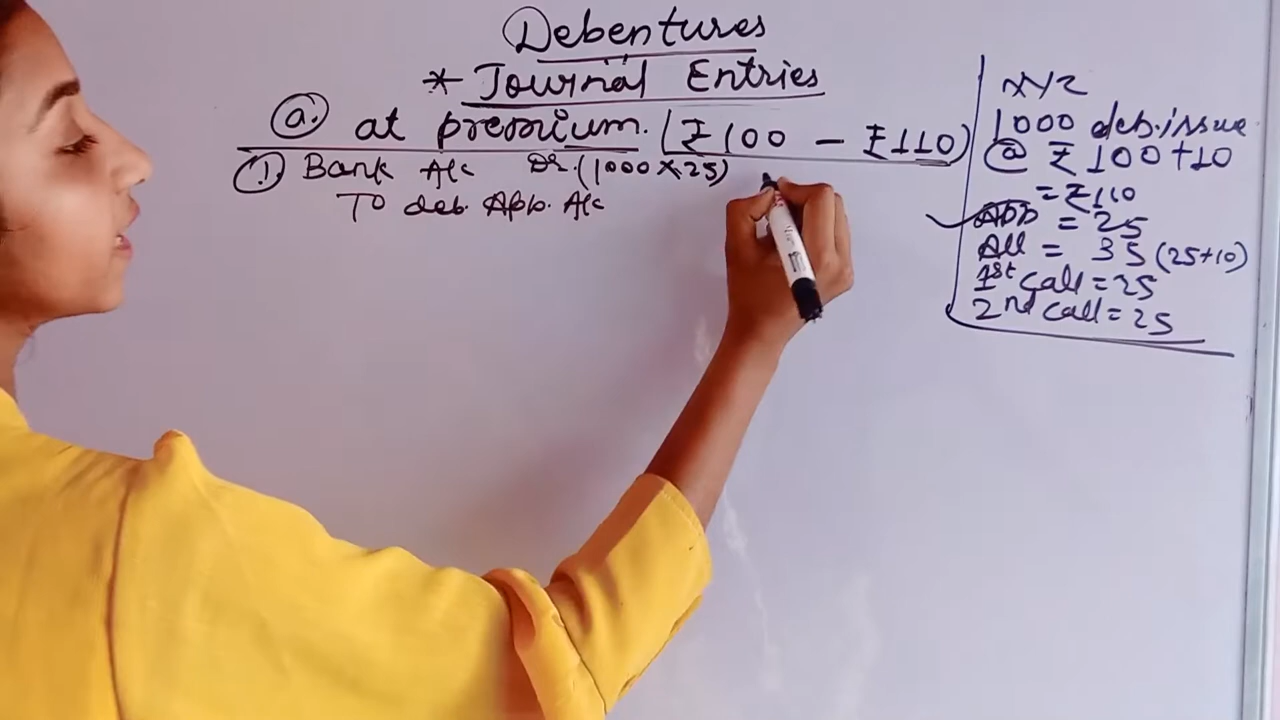 Debentures
* Journal Entries
(a) at premium. (₹100 - ₹110)
(1) Bank A/c Dr. (1000×25)
To deb. App. A/c
XYZ
1000 deb. issue
@ ₹100+10
= ₹110
App = 25
All = 35 (25+10)
1st call = 25
2nd call = 25